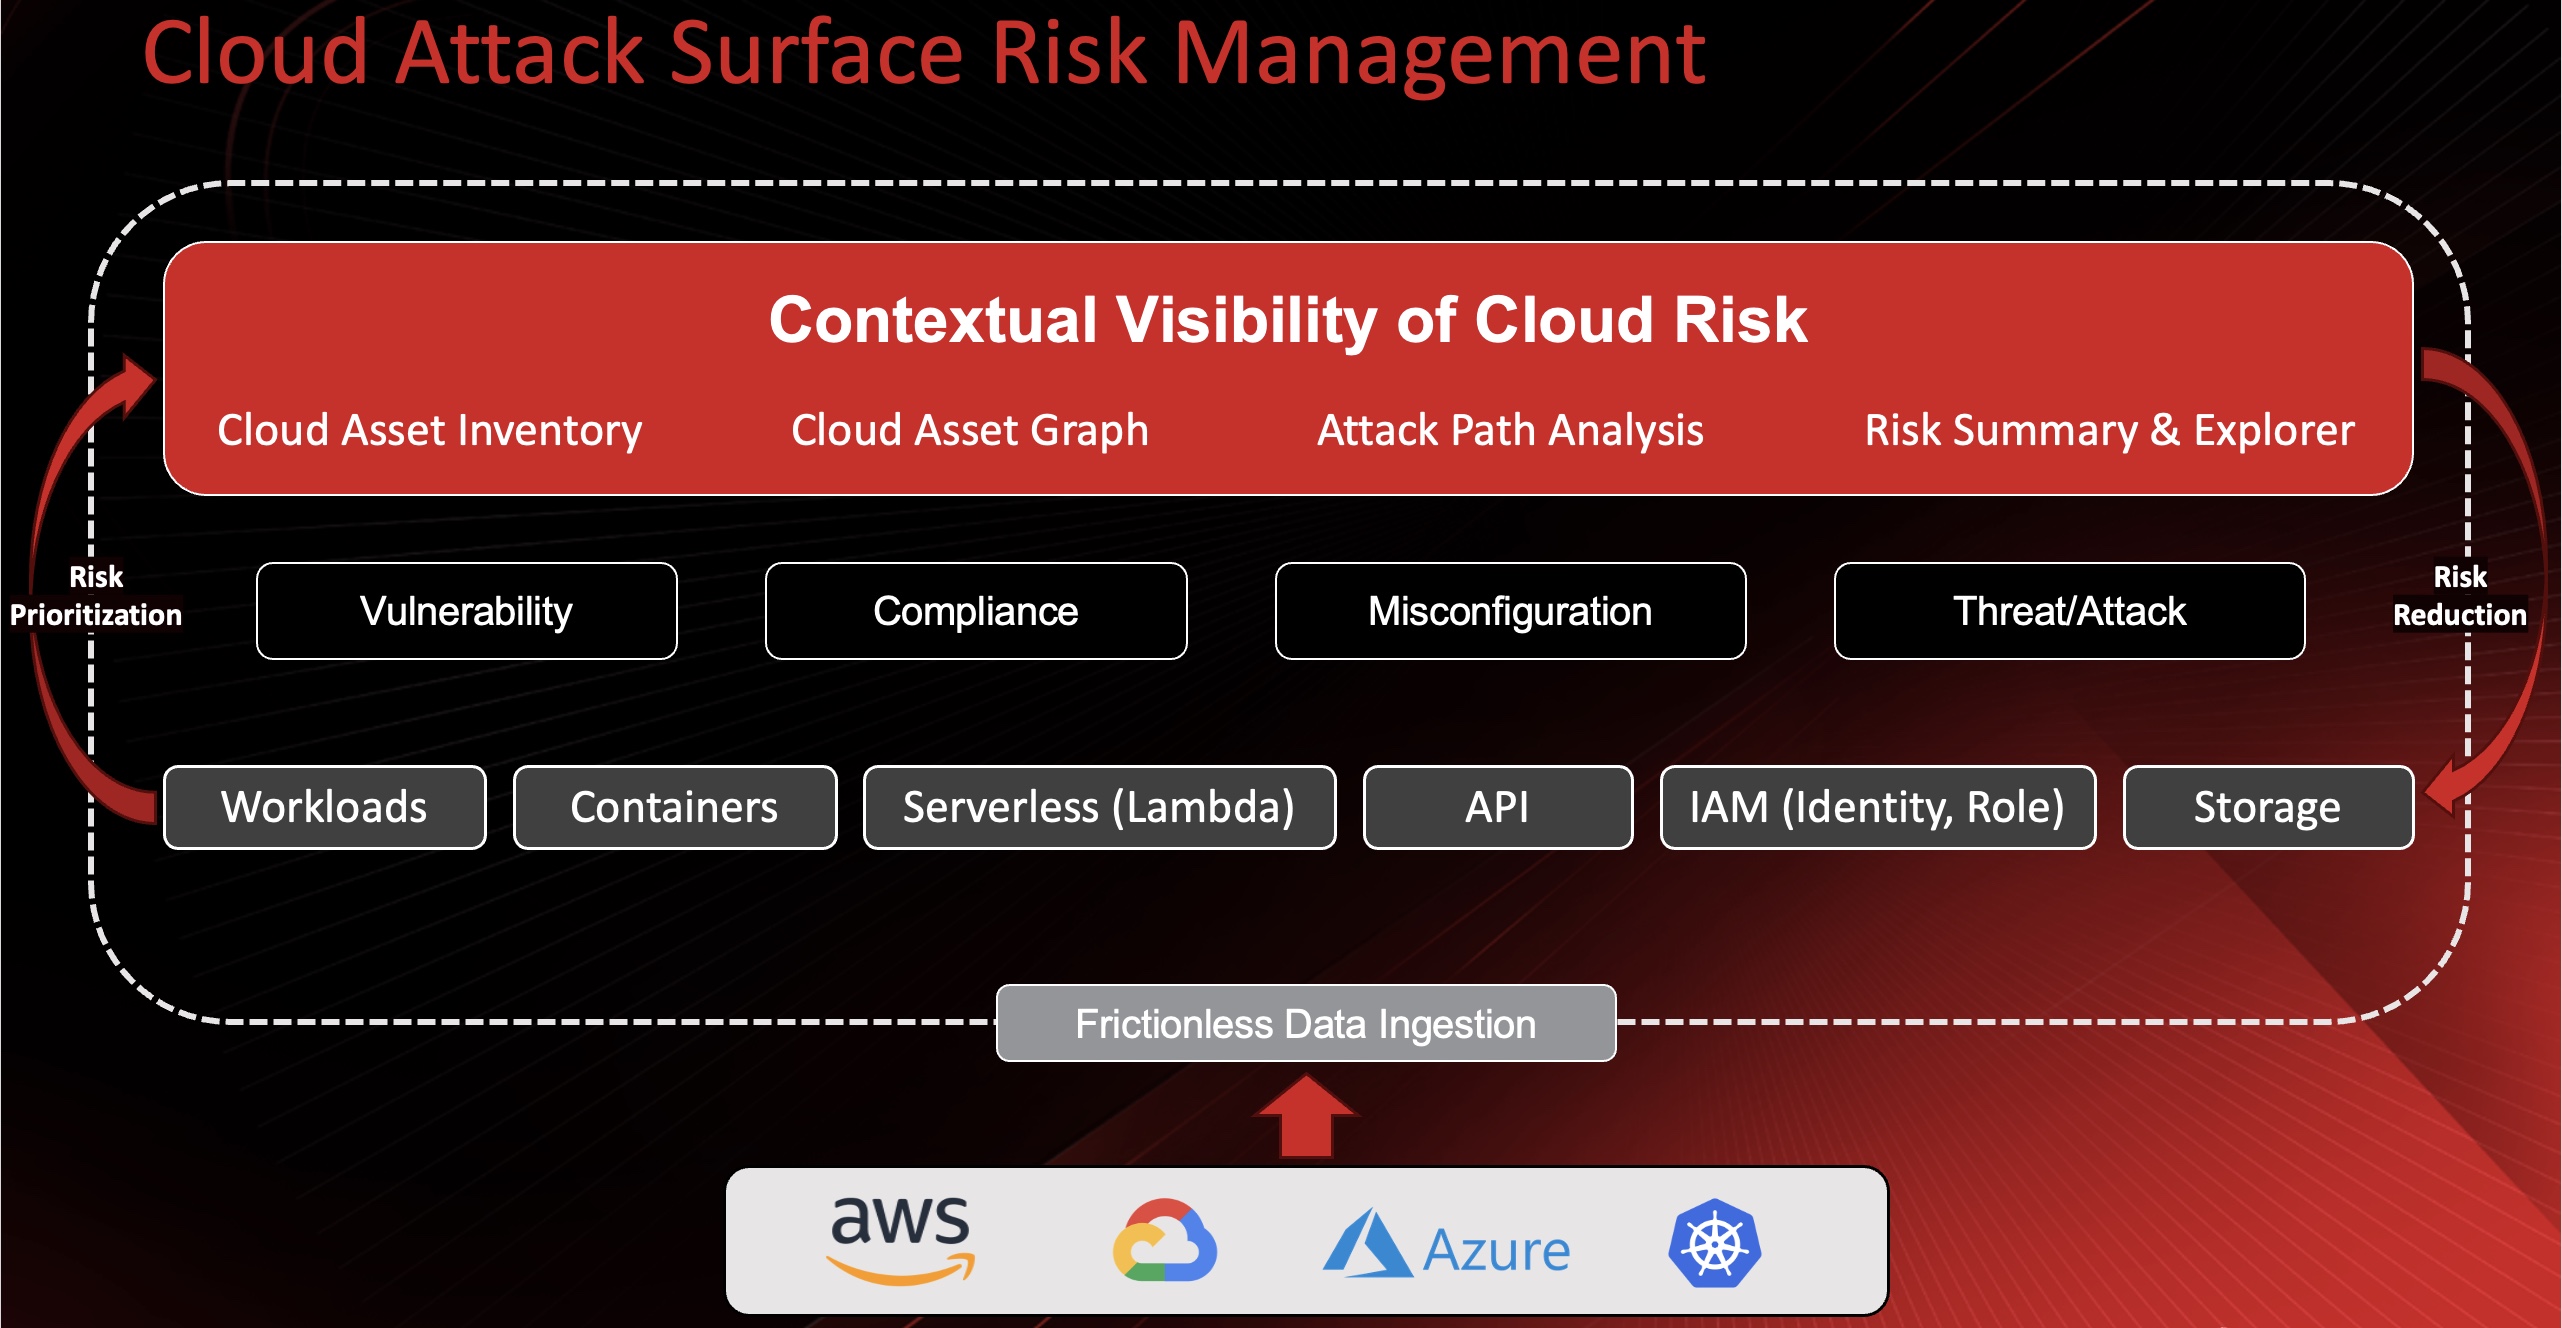 Cloud Attack Surface Risk Management
Contextual Visibility of Cloud Risk
Cloud Asset Inventory
Cloud Asset Graph
Attack Path Analysis
Risk Summary & Explorer
Risk
Prioritization
Vulnerability
Compliance
Misconfiguration
Threat/Attack
Risk
Reduction
Workloads
Containers
Serverless (Lambda)
API
IAM (Identity, Role)
Storage
Frictionless Data Ingestion
aws
Azure